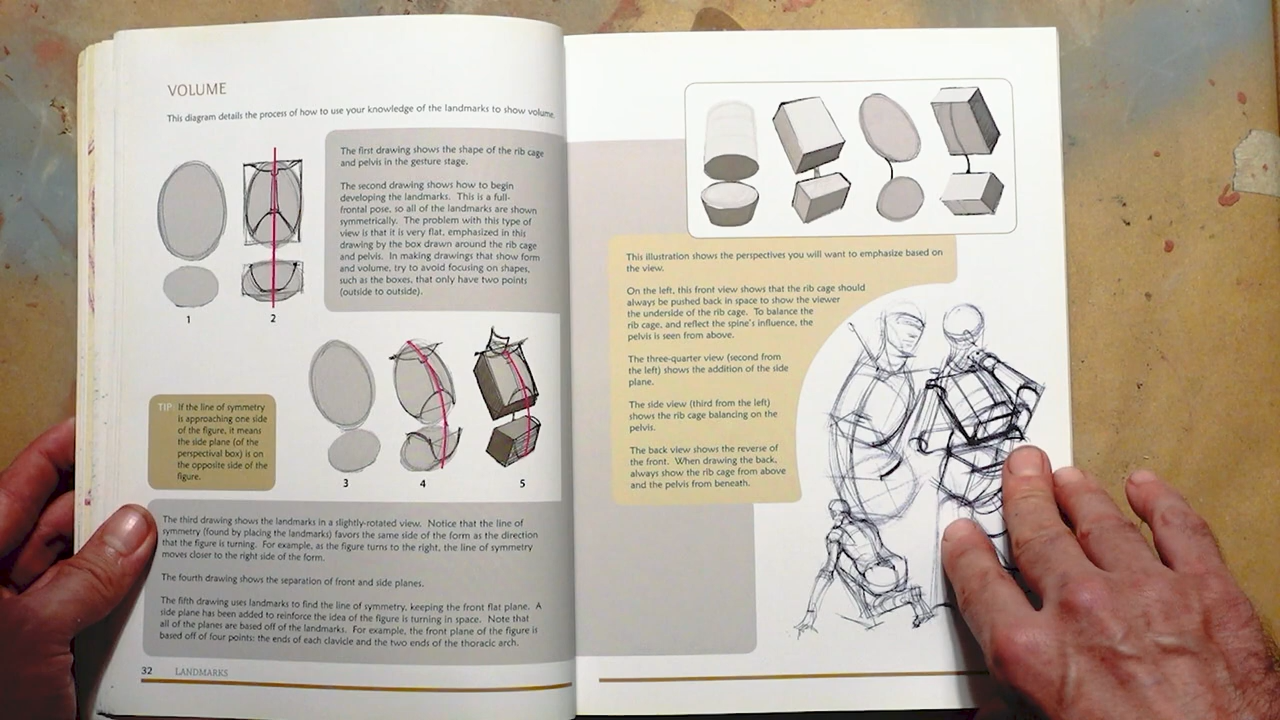 VOLUME
This diagram details the process of how to use your knowledge of the landmarks to show volume.
The first drawing shows the shape of the rib cage
and pelvis in the gesture stage.
The second drawing shows how to begin
developing the landmarks. This is a full-
frontal pose, so all of the landmarks are shown
symmetrically. The problem with this type of
view is that it is very flat, emphasized in this
drawing by the box drawn around the rib cage
and pelvis. In making drawings that show form
and volume, try to avoid focusing on shapes,
such as the boxes, that only have two points
(outside to outside).
1
2
TIP: If the line of symmetry
is approaching one side
of the figure, it means
the side plane (of the
perspectival box) is on
the opposite side of the
figure.
3
4
5
The third drawing shows the landmarks in a slightly-rotated view. Notice that the line of
symmetry (found by placing the landmarks) favors the same side of the form as the direction
that the figure is turning. For example, as the figure turns to the right, the line of symmetry
moves closer to the right side of the form.
The fourth drawing shows the separation of front and side planes.
The fifth drawing uses landmarks to find the line of symmetry, keeping the front flat plane. A
side plane has been added to reinforce the idea of the figure is turning in space. Note that
all of the planes are based off of the landmarks. For example, the front plane of the figure is
based off of four points: the ends of each clavicle and the two ends of the thoracic arch.
32 LANDMARKS
This illustration shows the perspectives you will want to emphasize based on
the view.
On the left, this front view shows that the rib cage should
always be pushed back in space to show the viewer
the underside of the rib cage. To balance the
rib cage, and reflect the spine's influence, the
pelvis is seen from above.
The three-quarter view (second from
the left) shows the addition of the side
plane.
The side view (third from the left)
shows the rib cage balancing on the
pelvis.
The back view shows the reverse of
the front. When drawing the back,
always show the rib cage from above
and the pelvis from beneath.